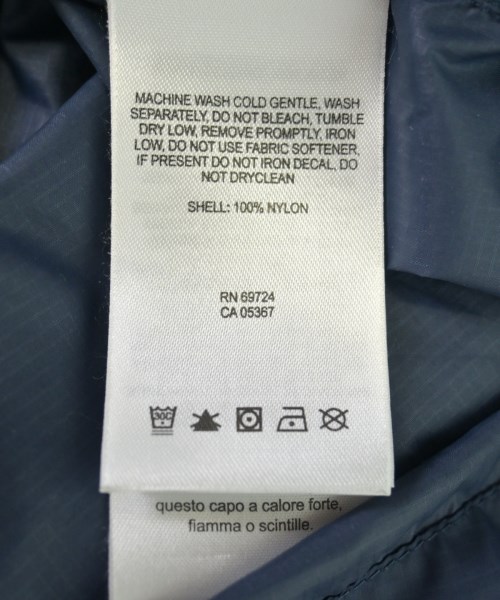 MACHINE WASH COLD GENTLE, WASH
SEPARATELY, DO NOT BLEACH, TUMBLE
DRY LOW, REMOVE PROMPTLY, IRON
LOW, DO NOT USE FABRIC SOFTENER,
IF PRESENT DO NOT IRON DECAL, DO
NOT DRYCLEAN
SHELL: 100% NYLON
RN 69724
CA 05367
30C
questo capo a calore forte,
fiamma o scintille.